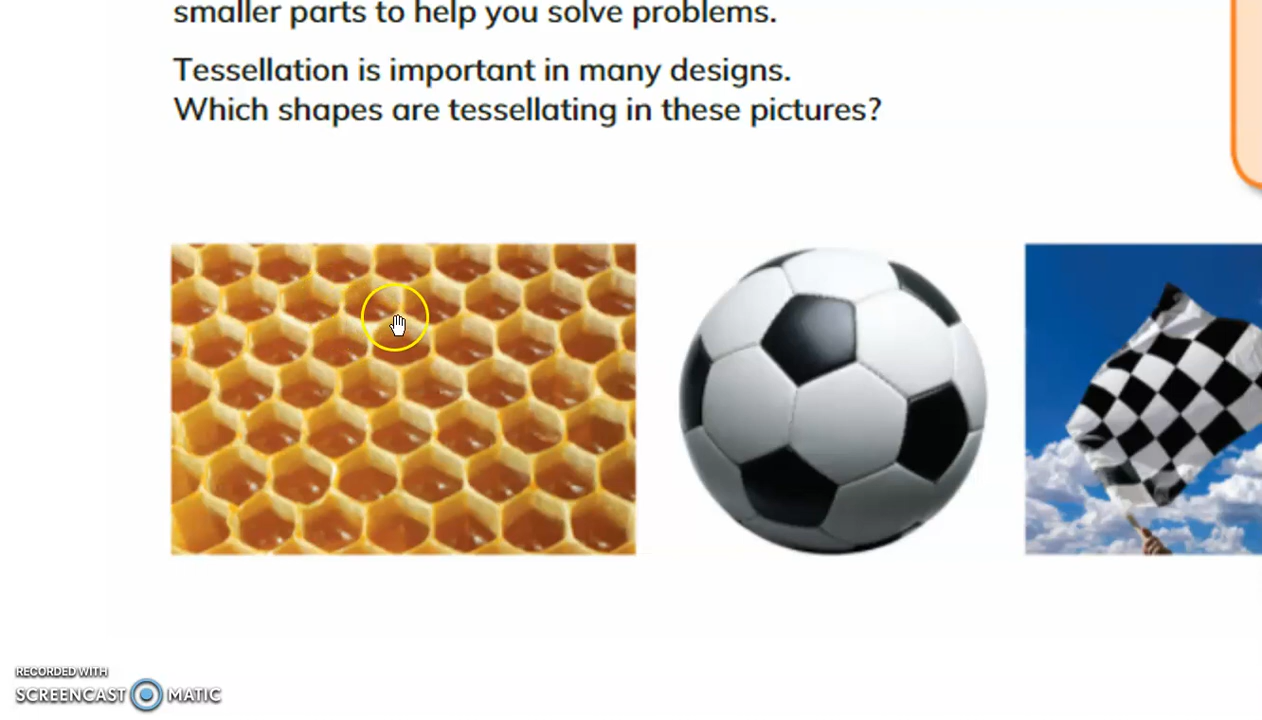 smaller parts to help you solve problems.
Tessellation is important in many designs.
Which shapes are tessellating in these pictures?
RECORDED WITH
SCREENCAST MATIC